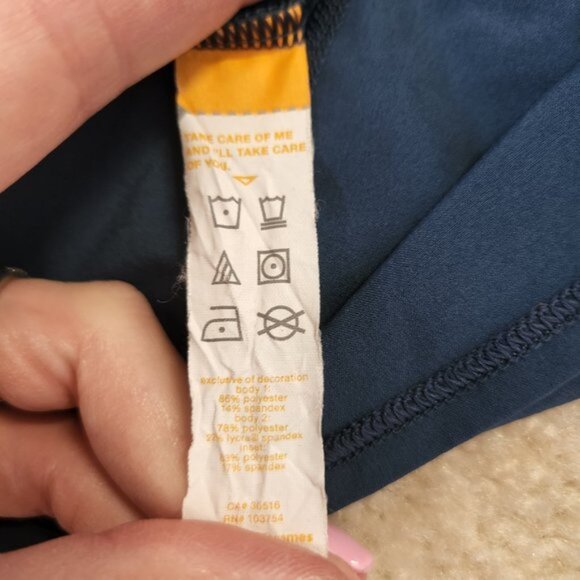 TAKE CARE OF ME
AND I'LL TAKE CARE
OF YOU.
exclusive of decoration
body 1:
86% polyester
14% spandex
body 2:
78% polyester
22% lycra® spandex
inset:
83% polyester
17% spandex
CA# 36516
RN# 103754